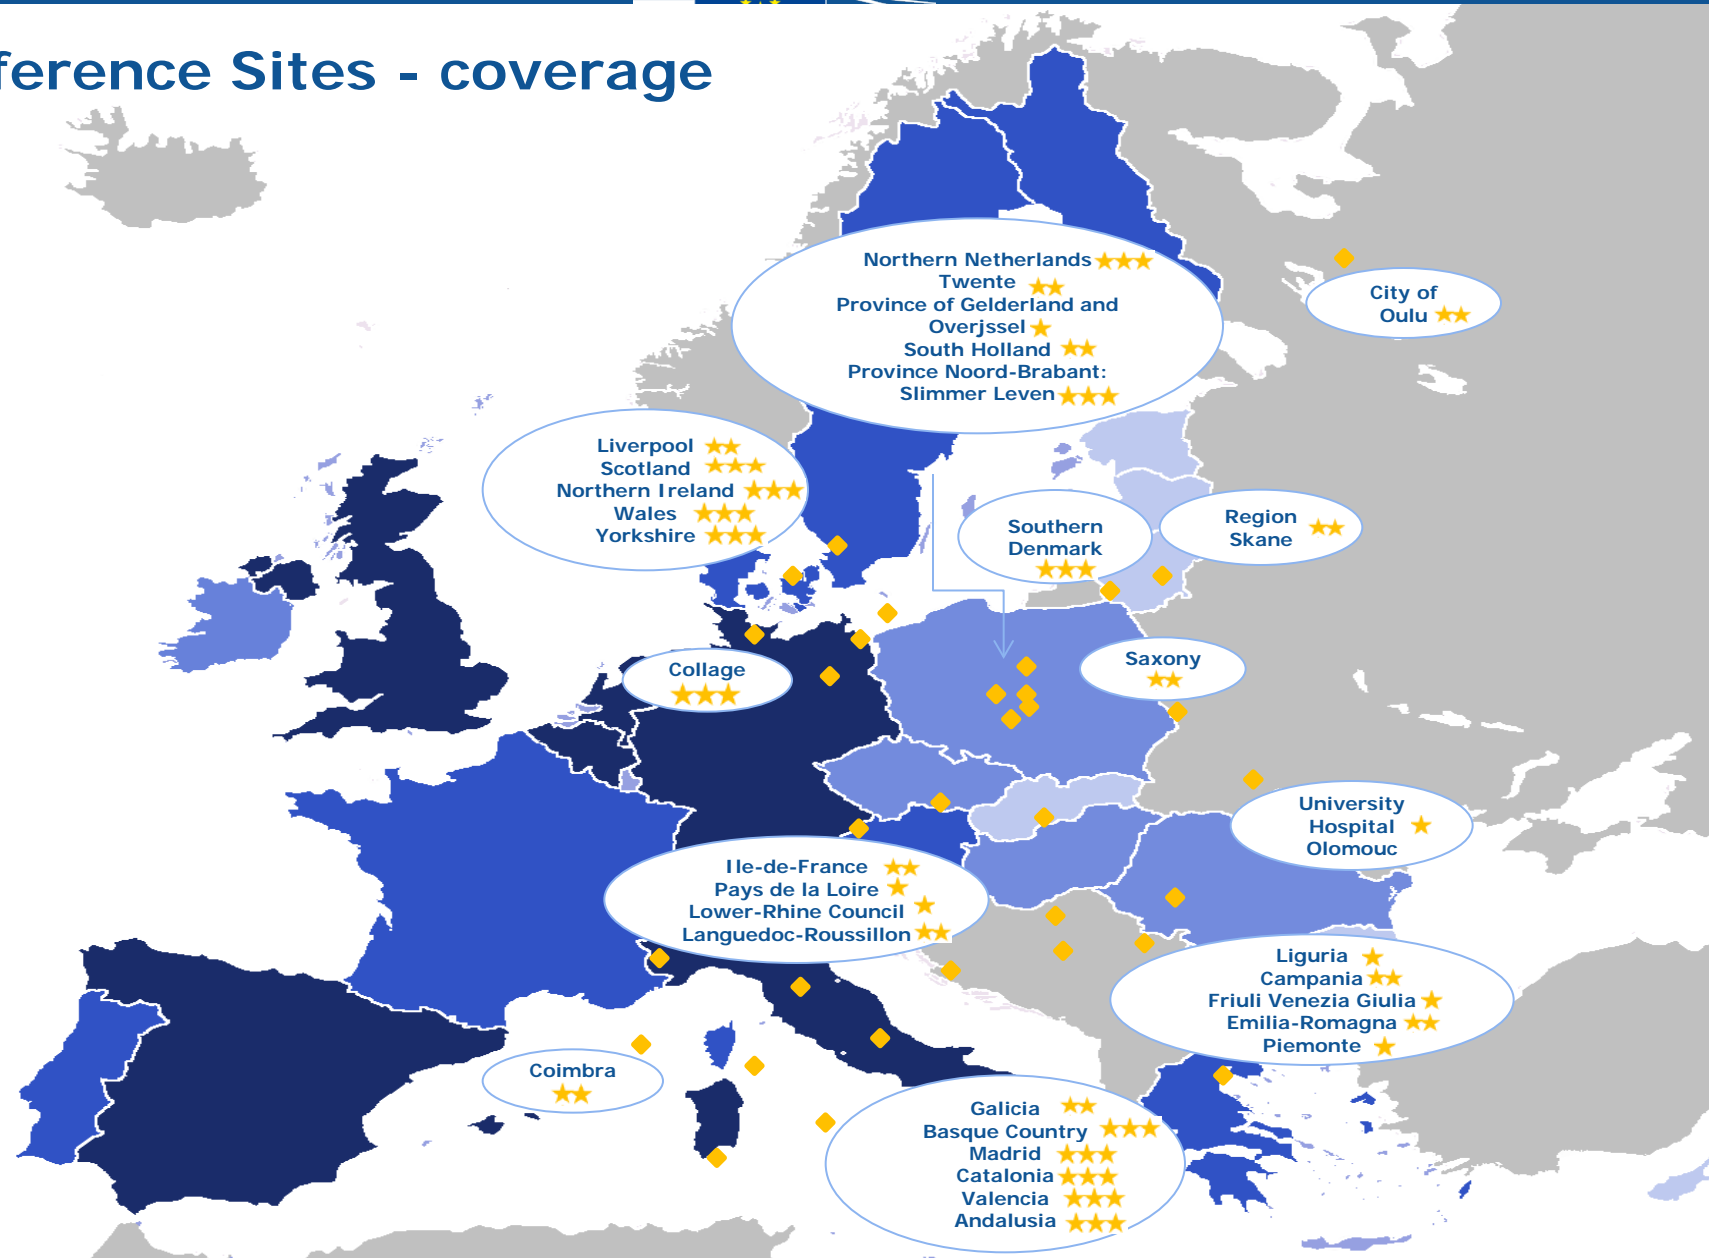 ference Sites - coverage
Northern Netherlands
Twente
Province of Gelderland and
Overjssel
South Holland
Province Noord-Brabant:
Slimmer Leven
City of
Oulu
Liverpool
Scotland
Northern Ireland
Wales
Yorkshire
Southern
Denmark
Region
Skane
Collage
Saxony
University
Hospital
Olomouc
Ile-de-France
Pays de la Loire
Lower-Rhine Council
Languedoc-Roussillon
Liguria
Campania
Friuli Venezia Giulia
Emilia-Romagna
Piemonte
Coimbra
Galicia
Basque Country
Madrid
Catalonia
Valencia
Andalusia